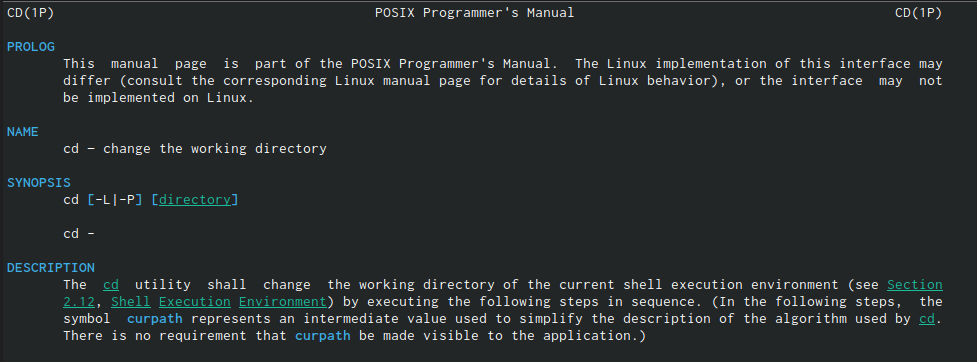 CD(1P) POSIX Programmer's Manual CD(1P)
PROLOG
This manual page is part of the POSIX Programmer's Manual. The Linux implementation of this interface may
differ (consult the corresponding Linux manual page for details of Linux behavior), or the interface may not
be implemented on Linux.
NAME
cd – change the working directory
SYNOPSIS
cd [-L|-P] [directory]
cd -
DESCRIPTION
The cd utility shall change the working directory of the current shell execution environment (see Section
2.12, Shell Execution Environment) by executing the following steps in sequence. (In the following steps, the
symbol curpath represents an intermediate value used to simplify the description of the algorithm used by cd.
There is no requirement that curpath be made visible to the application.)